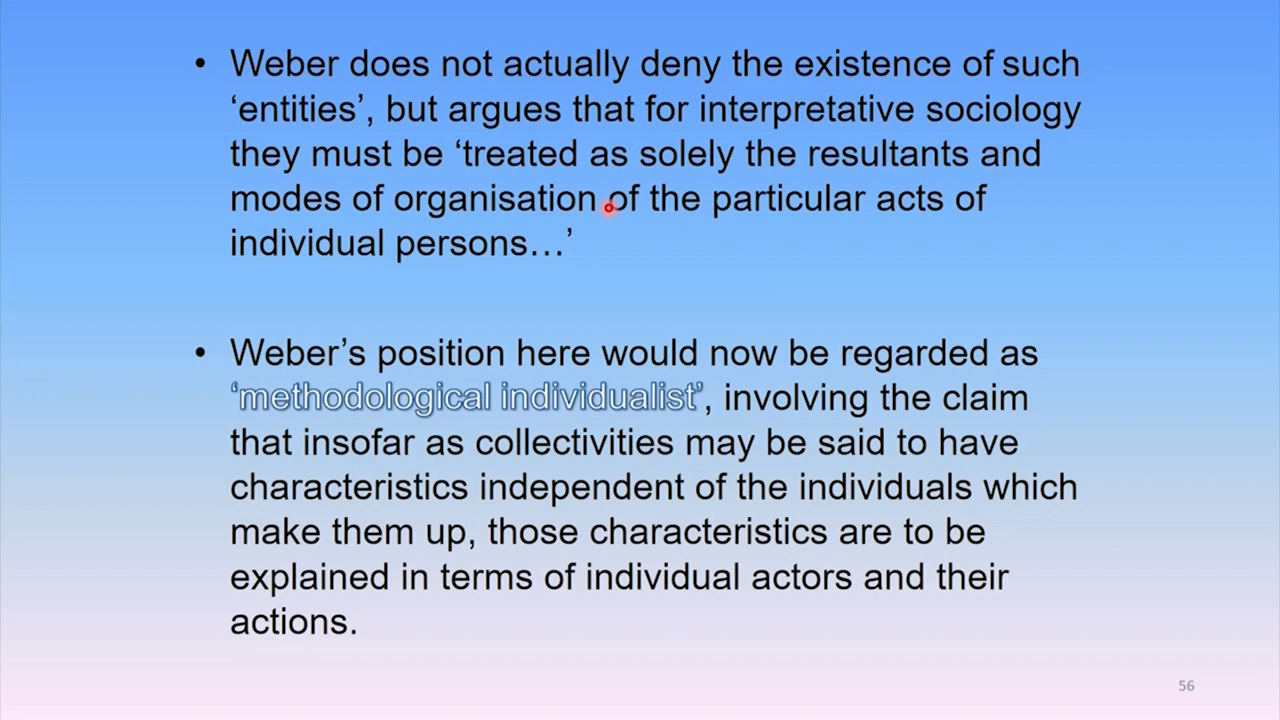 • Weber does not actually deny the existence of such
‘entities’, but argues that for interpretative sociology
they must be ‘treated as solely the resultants and
modes of organisation of the particular acts of
individual persons…’
• Weber’s position here would now be regarded as
‘methodological individualist’, involving the claim
that insofar as collectivities may be said to have
characteristics independent of the individuals which
make them up, those characteristics are to be
explained in terms of individual actors and their
actions.
56